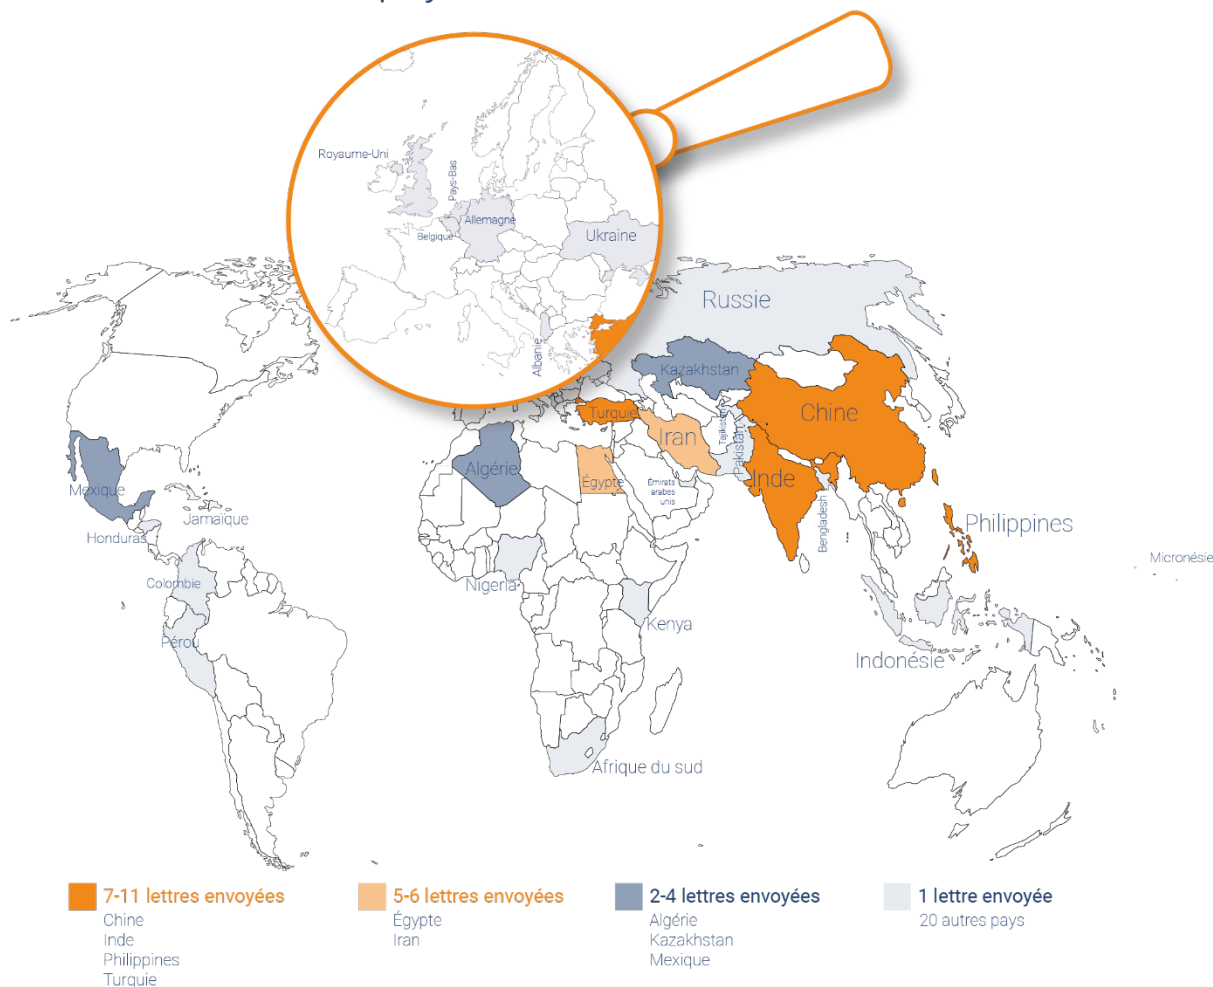 Royaume-Uni
Pays-Bas
Allemagne
Belgique
Ukraine
Albanie
Russie
Kazakhstan
Chine
Turquie
Tajikistan
Iran
Pakistan
Algérie
Égypte
Émirats
arabes
unis
Inde
Bengladesh
Mexique
Jamaïque
Honduras
Philippines
Micronésie
Colombie
Nigeria
Kenya
Pérou
Indonésie
Afrique du sud
7-11 lettres envoyées
Chine
Inde
Philippines
Turquie
5-6 lettres envoyées
Égypte
Iran
2-4 lettres envoyées
Algérie
Kazakhstan
Mexique
1 lettre envoyée
20 autres pays